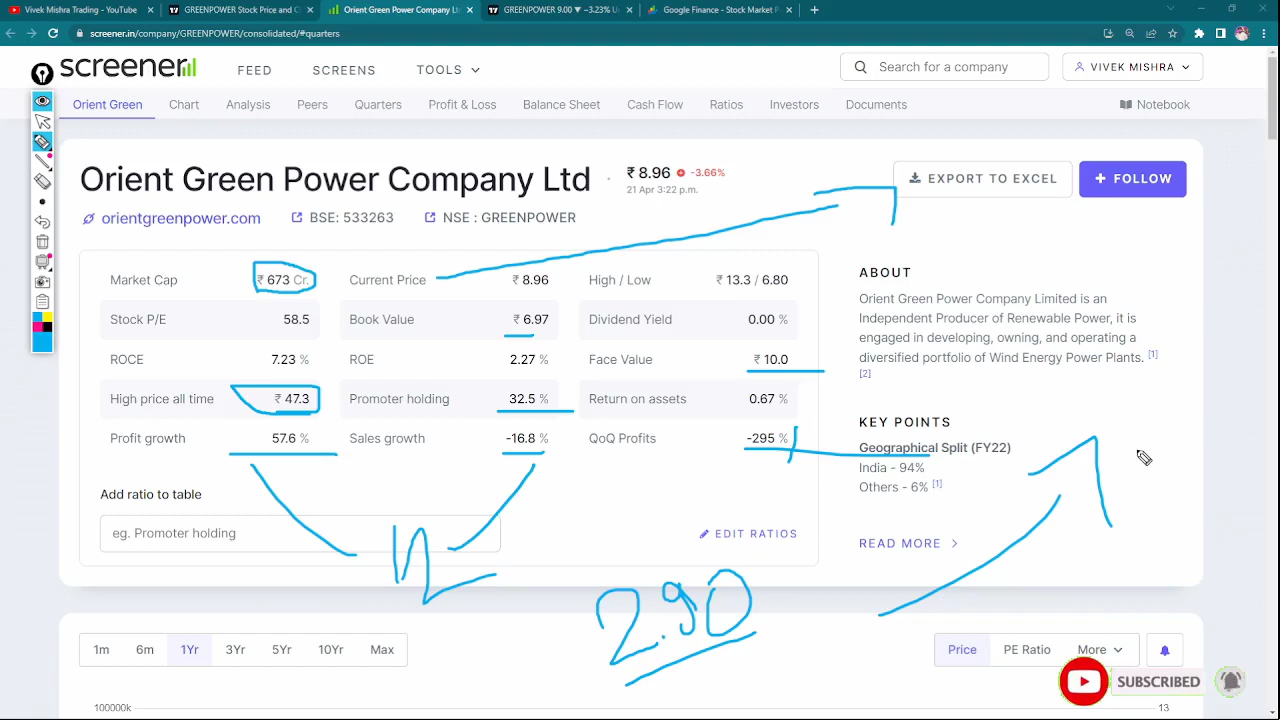 Vivek Mishra Trading - YouTube GREENPOWER Stock Price and C Orient Green Power Company Lt GREENPOWER 9.00 ▼ −3.23% U Google Finance - Stock Market P
screener.in/company/GREENPOWER/consolidated/#quarters
screener FEED SCREENS TOOLS Search for a company VIVEK MISHRA
Orient Green Chart Analysis Peers Quarters Profit & Loss Balance Sheet Cash Flow Ratios Investors Documents Notebook
Orient Green Power Company Ltd · ₹ 8.96 -3.66%
21 Apr 3:22 p.m.
EXPORT TO EXCEL + FOLLOW
orientgreenpower.com BSE: 533263 NSE : GREENPOWER
Market Cap ₹ 673 Cr. Current Price ₹ 8.96 High / Low ₹ 13.3 / 6.80
Stock P/E 58.5 Book Value ₹ 6.97 Dividend Yield 0.00 %
ROCE 7.23 % ROE 2.27 % Face Value ₹ 10.0
High price all time ₹ 47.3 Promoter holding 32.5 % Return on assets 0.67 %
Profit growth 57.6 % Sales growth -16.8 % QoQ Profits -295 %
Add ratio to table
eg. Promoter holding EDIT RATIOS
ABOUT
Orient Green Power Company Limited is an
Independent Producer of Renewable Power, it is
engaged in developing, owning, and operating a
diversified portfolio of Wind Energy Power Plants. [1]
[2]
KEY POINTS
Geographical Split (FY22)
India - 94%
Others - 6% [1]
READ MORE
2.90
1m 6m 1Yr 3Yr 5Yr 10Yr Max Price PE Ratio More
SUBSCRIBED
100000k 13